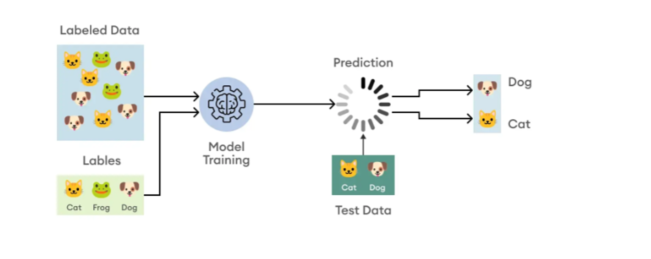 Labeled Data
Prediction
Dog
Cat
Model
Training
Lables
Cat Frog Dog
Cat Dog
Test Data